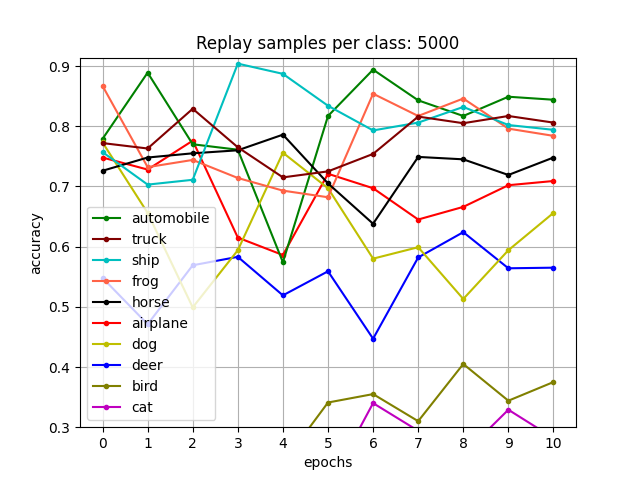 Replay samples per class: 5000
0.9
0.8
0.7
0.6
0.5
0.4
0.3
accuracy
automobile
truck
ship
frog
horse
airplane
dog
deer
bird
cat
0 1 2 3 4 5 6 7 8 9 10
epochs